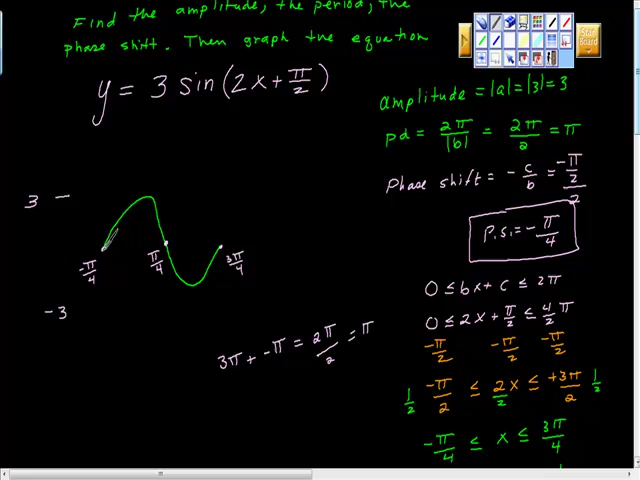 Find the amplitude, the period, the
phase shift. Then graph the equation
y = 3 sin(2x + π/2)
amplitude = |a| = |3| = 3
pd = 2π/|b| = 2π/2 = π
phase shift = - c/b = (-π/2)/2
P.S. = - π/4
3 —
-π/4 π/4 3π/4
-3
0 ≤ bx + c ≤ 2π
0 ≤ 2x + π/2 ≤ 4/2 π
-π/2 -π/2 -π/2
3π + -π = 2π/2 = π
1/2 -π/2 ≤ 2x/2 ≤ +3π/2 1/2
-π/4 ≤ x ≤ 3π/4
Star
Board